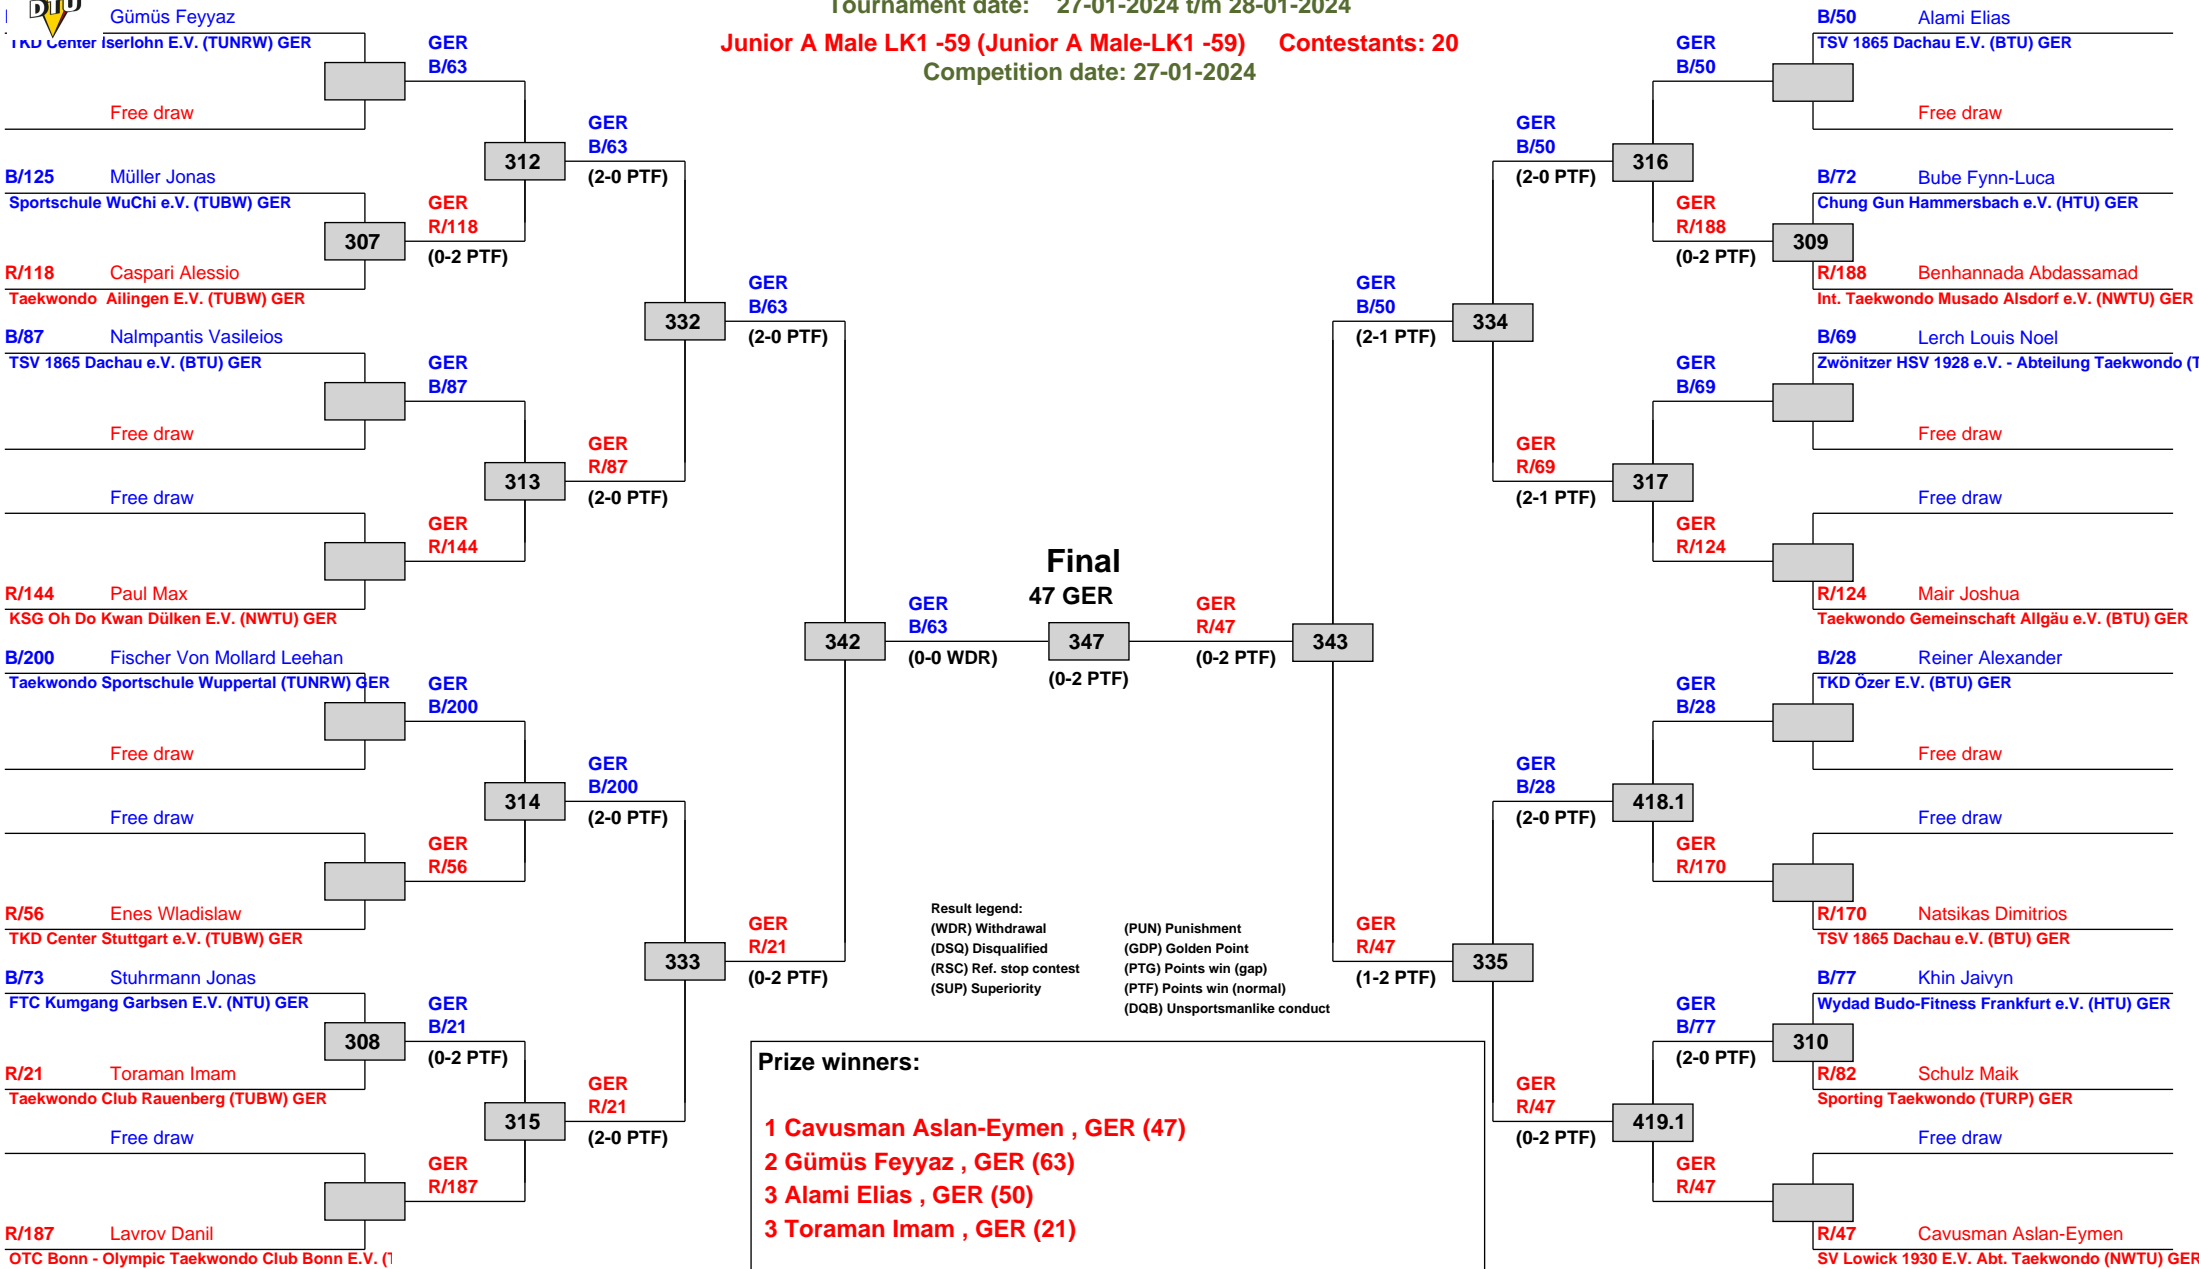 DTU
Tournament date: 27-01-2024 t/m 28-01-2024
Junior A Male LK1 -59 (Junior A Male-LK1 -59) Contestants: 20
Competition date: 27-01-2024
Gümüs Feyyaz
TKD Center Iserlohn E.V. (TUNRW) GER
Free draw
B/125 Müller Jonas
Sportschule WuChi e.V. (TUBW) GER
307
R/118 Caspari Alessio
Taekwondo Ailingen E.V. (TUBW) GER
B/87 Nalmpantis Vasileios
TSV 1865 Dachau e.V. (BTU) GER
Free draw
Free draw
R/144 Paul Max
KSG Oh Do Kwan Dülken E.V. (NWTU) GER
B/200 Fischer Von Mollard Leehan
Taekwondo Sportschule Wuppertal (TUNRW) GER
Free draw
Free draw
R/56 Enes Wladislaw
TKD Center Stuttgart e.V. (TUBW) GER
B/73 Stuhrmann Jonas
FTC Kumgang Garbsen E.V. (NTU) GER
308
R/21 Toraman Imam
Taekwondo Club Rauenberg (TUBW) GER
Free draw
R/187 Lavrov Danil
OTC Bonn - Olympic Taekwondo Club Bonn E.V. (
GER
B/63
312
GER
R/118
(0-2 PTF)
GER
B/87
313
GER
R/144
GER
B/200
314
GER
R/56
GER
B/21
(0-2 PTF)
315
GER
R/187
GER
B/63
(2-0 PTF)
332
GER
R/87
(2-0 PTF)
GER
B/200
(2-0 PTF)
333
GER
R/21
(2-0 PTF)
GER
B/63
(2-0 PTF)
342
GER
R/21
(0-2 PTF)
GER
B/63
(0-0 WDR)
Final
47 GER
347
(0-2 PTF)
GER
R/47
(0-2 PTF)
343
GER
B/50
(2-1 PTF)
334
GER
R/47
(1-2 PTF)
335
GER
B/50
(2-0 PTF)
316
GER
R/69
(2-1 PTF)
317
GER
B/28
(2-0 PTF)
418.1
GER
R/47
(0-2 PTF)
419.1
GER
B/50
GER
R/188
(0-2 PTF)
309
GER
B/69
GER
R/124
GER
B/28
GER
R/170
GER
B/77
(2-0 PTF)
310
GER
R/47
B/50 Alami Elias
TSV 1865 Dachau E.V. (BTU) GER
Free draw
B/72 Bube Fynn-Luca
Chung Gun Hammersbach e.V. (HTU) GER
R/188 Benhannada Abdassamad
Int. Taekwondo Musado Alsdorf e.V. (NWTU) GER
B/69 Lerch Louis Noel
Zwönitzer HSV 1928 e.V. - Abteilung Taekwondo (T
Free draw
Free draw
R/124 Mair Joshua
Taekwondo Gemeinschaft Allgäu e.V. (BTU) GER
B/28 Reiner Alexander
TKD Özer E.V. (BTU) GER
Free draw
Free draw
R/170 Natsikas Dimitrios
TSV 1865 Dachau e.V. (BTU) GER
B/77 Khin Jaivyn
Wydad Budo-Fitness Frankfurt e.V. (HTU) GER
R/82 Schulz Maik
Sporting Taekwondo (TURP) GER
Free draw
R/47 Cavusman Aslan-Eymen
SV Lowick 1930 E.V. Abt. Taekwondo (NWTU) GER
Result legend:
(WDR) Withdrawal (PUN) Punishment
(DSQ) Disqualified (GDP) Golden Point
(RSC) Ref. stop contest (PTG) Points win (gap)
(SUP) Superiority (PTF) Points win (normal)
(DQB) Unsportsmanlike conduct
Prize winners:
1 Cavusman Aslan-Eymen , GER (47)
2 Gümüs Feyyaz , GER (63)
3 Alami Elias , GER (50)
3 Toraman Imam , GER (21)